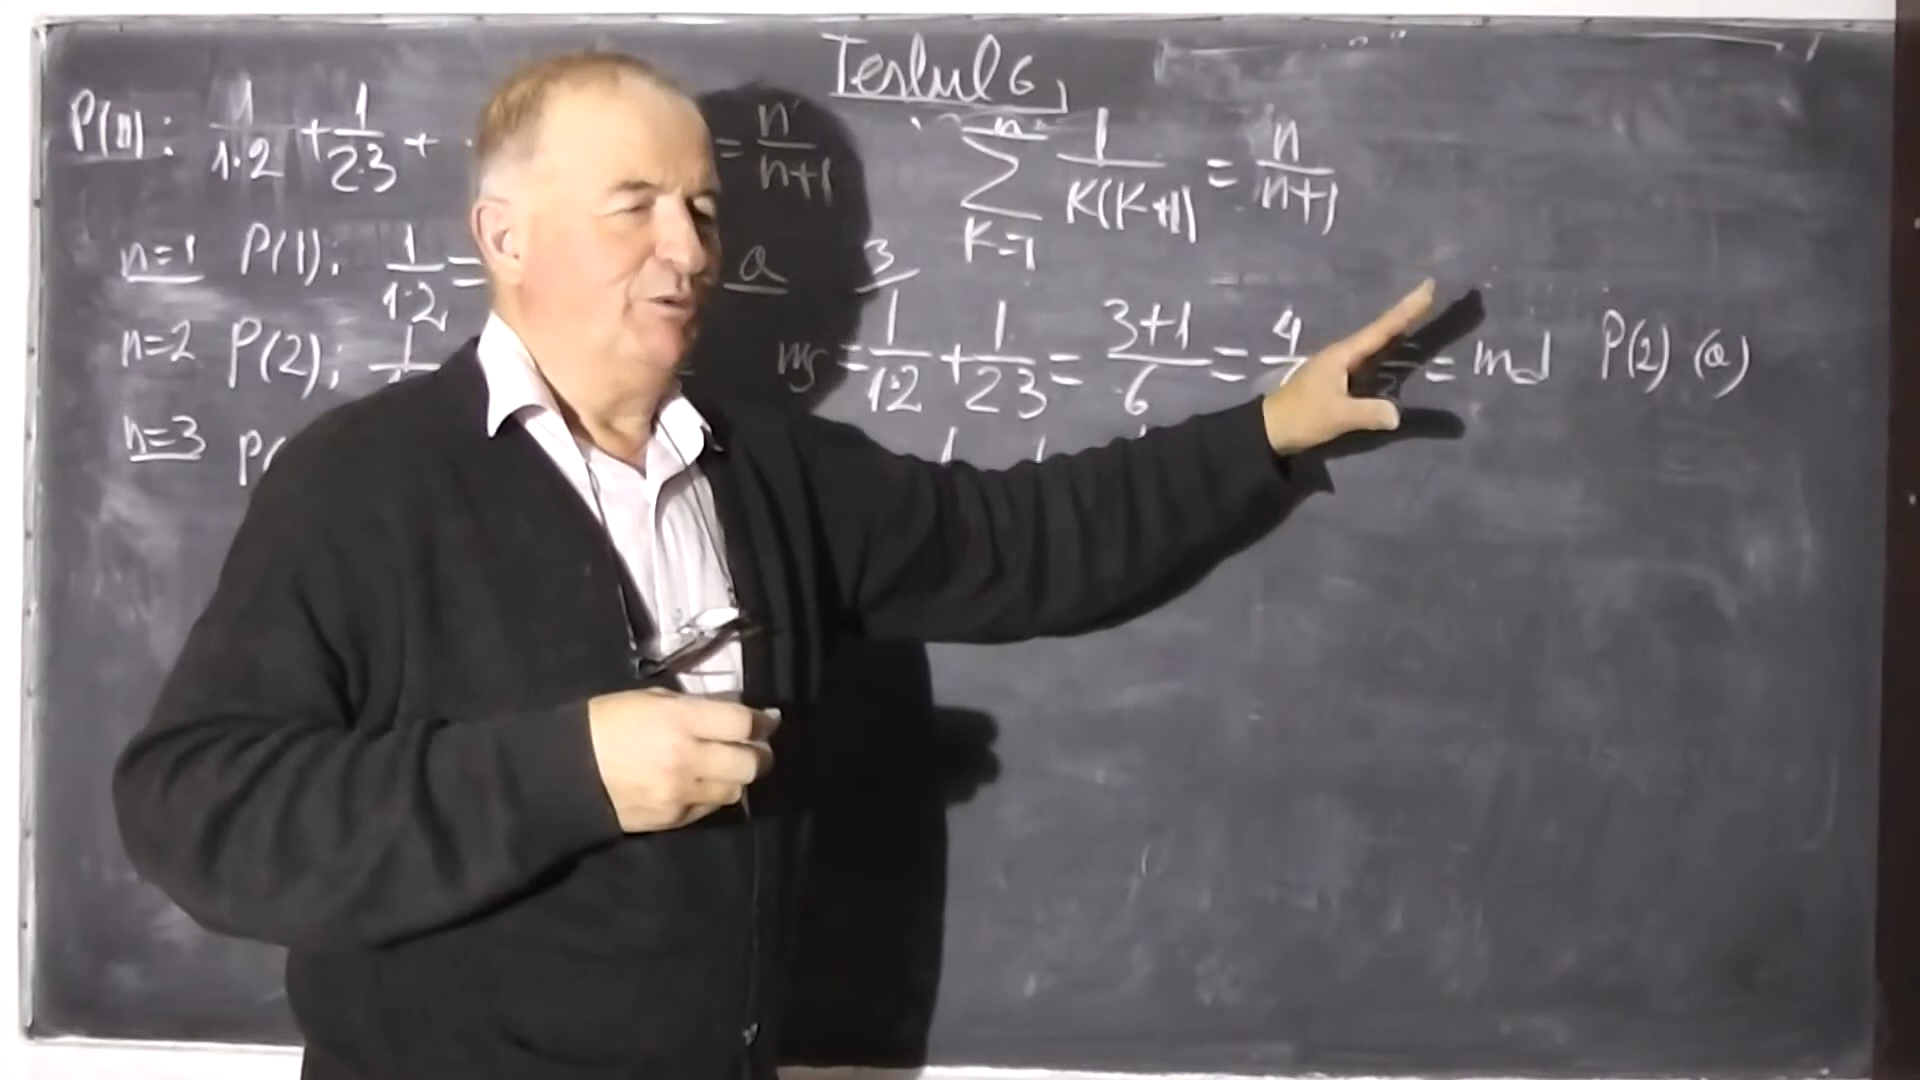 Testul 6
P(n): 1/1·2 + 1/2·3 + · = n/n+1
n ∑ K=1 1/K(K+1) = n/n+1
n=1 P(1): 1/1·2 = a 3
n=2 P(2): 1 ms = 1/1·2 + 1/2·3 = 3+1/6 = 4 = md P(2) (a)
n=3 P(